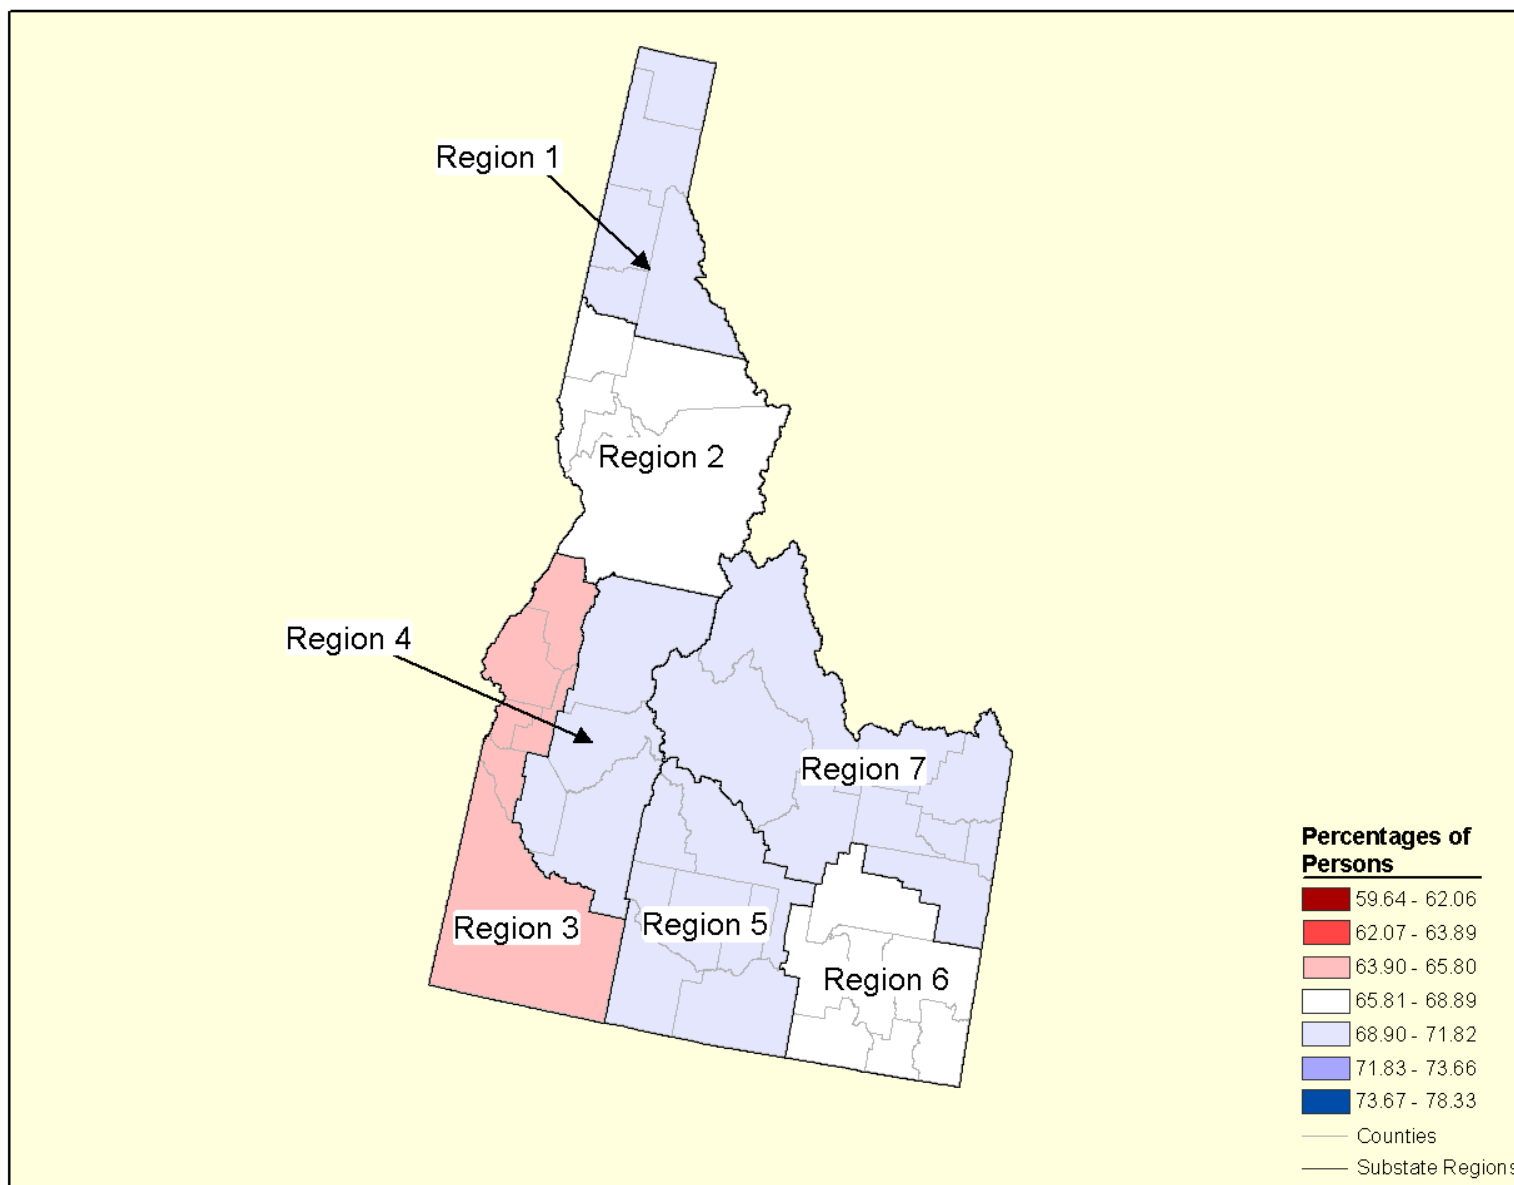 Region 1
Region 2
Region 4
Region 7
Region 3
Region 5
Region 6
Percentages of
Persons
59.64 - 62.06
62.07 - 63.89
63.90 - 65.80
65.81 - 68.89
68.90 - 71.82
71.83 - 73.66
73.67 - 78.33
Counties
Substate Regions